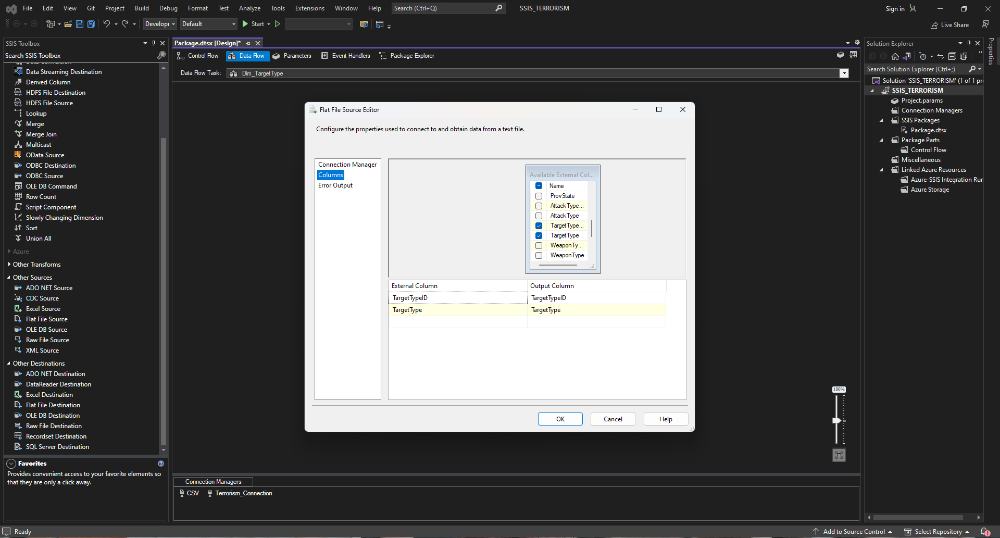 File Edit View Git Project Build Debug Format Test Analyze Tools Extensions Window Help Search (Ctrl+Q) SSIS_TERRORISM Sign in
Developi Default Start Live Share
SSIS Toolbox
Search SSIS Toolbox
Data Streaming Destination
Derived Column
HDFS File Destination
HDFS File Source
Lookup
Merge
Merge Join
Multicast
OData Source
ODBC Destination
ODBC Source
OLE DB Command
Row Count
Script Component
Slowly Changing Dimension
Sort
Union All
Azure
Other Transforms
Other Sources
ADO NET Source
CDC Source
Excel Source
Flat File Source
OLE DB Source
Raw File Source
XML Source
Other Destinations
ADO NET Destination
DataReader Destination
Excel Destination
Flat File Destination
OLE DB Destination
Raw File Destination
Recordset Destination
SQL Server Destination
Favorites
Provides convenient access to your favorite elements so
that they are only a click away.
Package.dtsx [Design]*
Control Flow Data Flow Parameters Event Handlers Package Explorer
Data Flow Task: Dim_TargetType
Flat File Source Editor
Configure the properties used to connect to and obtain data from a text file.
Connection Manager
Columns
Error Output
Available External Col...
Name
ProvState
AttackType...
AttackType
TargetType...
TargetType
WeaponTy...
WeaponType
External Column Output Column
TargetTypeID TargetTypeID
TargetType TargetType
OK Cancel Help
100%
Connection Managers
CSV Terrorism_Connection
Solution Explorer
Search Solution Explorer (Ctrl+;)
Solution 'SSIS_TERRORISM' (1 of 1 pr
SSIS_TERRORISM
Project.params
Connection Managers
SSIS Packages
Package.dtsx
Package Parts
Control Flow
Miscellaneous
Linked Azure Resources
Azure-SSIS Integration Run
Azure Storage
Properties
Ready Add to Source Control Select Repository 1